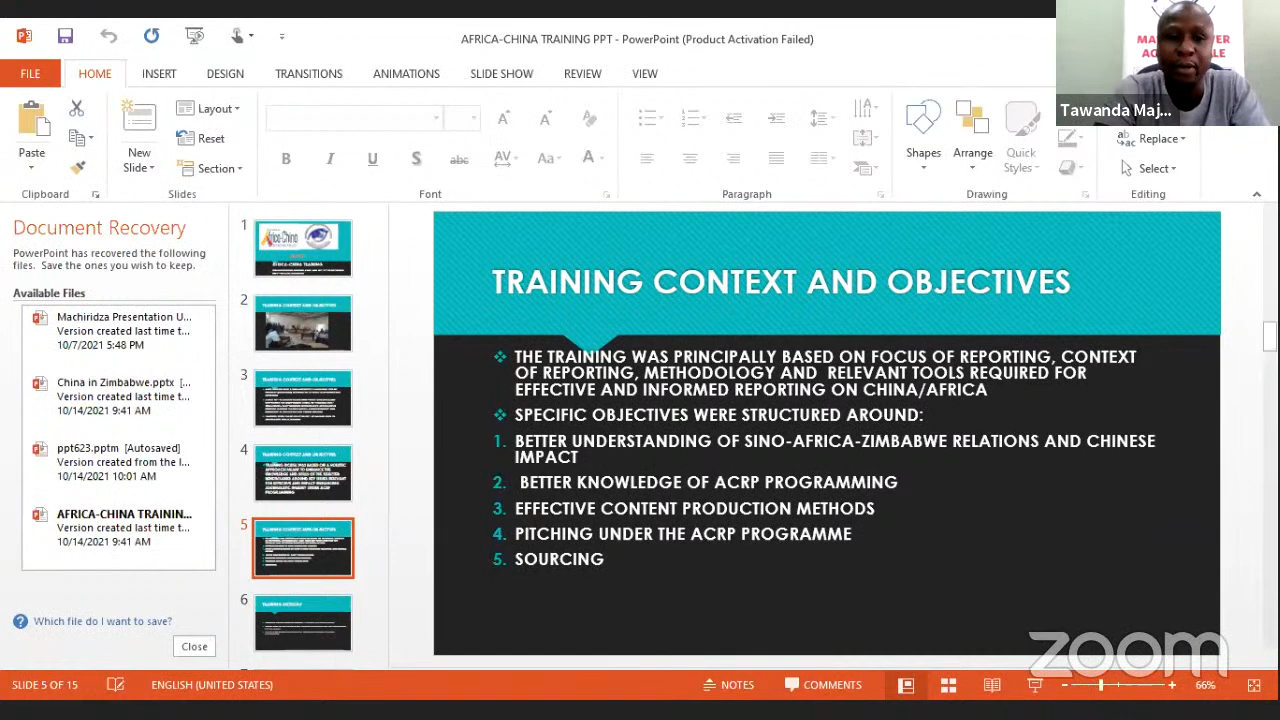 AFRICA-CHINA TRAINING PPT - PowerPoint (Product Activation Failed)
FILE HOME INSERT DESIGN TRANSITIONS ANIMATIONS SLIDE SHOW REVIEW VIEW
Tawanda Maj...
Paste
New
Slide
Layout
Reset
Section
Shapes
Arrange
Quick
Styles
Replace
Select
Clipboard Slides Font Paragraph Drawing Editing
Document Recovery
PowerPoint has recovered the following
files. Save the ones you wish to keep.
Available Files
Machiridza Presentation U...
Version created last time t...
10/7/2021 5:48 PM
China in Zimbabwe.pptx [...
Version created last time t...
10/14/2021 9:41 AM
ppt623.pptm [Autosaved]
Version created from the l...
10/14/2021 10:01 AM
AFRICA-CHINA TRAININ...
Version created last time t...
10/14/2021 9:41 AM
Which file do I want to save?
Close
1
2
3
4
5
6
TRAINING CONTEXT AND OBJECTIVES
❖ THE TRAINING WAS PRINCIPALLY BASED ON FOCUS OF REPORTING, CONTEXT
OF REPORTING, METHODOLOGY AND RELEVANT TOOLS REQUIRED FOR
EFFECTIVE AND INFORMED REPORTING ON CHINA/AFRICA
❖ SPECIFIC OBJECTIVES WERE STRUCTURED AROUND:
1. BETTER UNDERSTANDING OF SINO-AFRICA-ZIMBABWE RELATIONS AND CHINESE
IMPACT
2. BETTER KNOWLEDGE OF ACRP PROGRAMMING
3. EFFECTIVE CONTENT PRODUCTION METHODS
4. PITCHING UNDER THE ACRP PROGRAMME
5. SOURCING
zoom
SLIDE 5 OF 15 ENGLISH (UNITED STATES) NOTES COMMENTS 66%